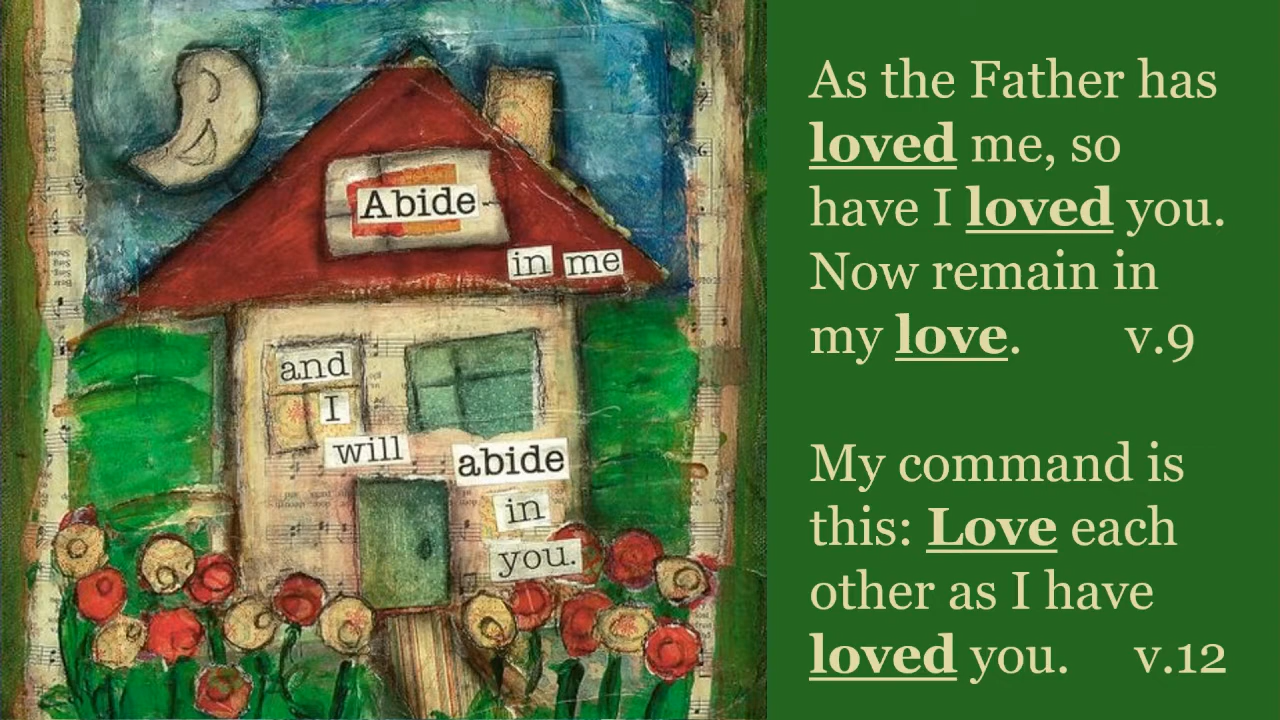 Abide
in me
and
I
will
abide
in
you.
As the Father has
loved me, so
have I loved you.
Now remain in
my love. v.9
My command is
this: Love each
other as I have
loved you. v.12